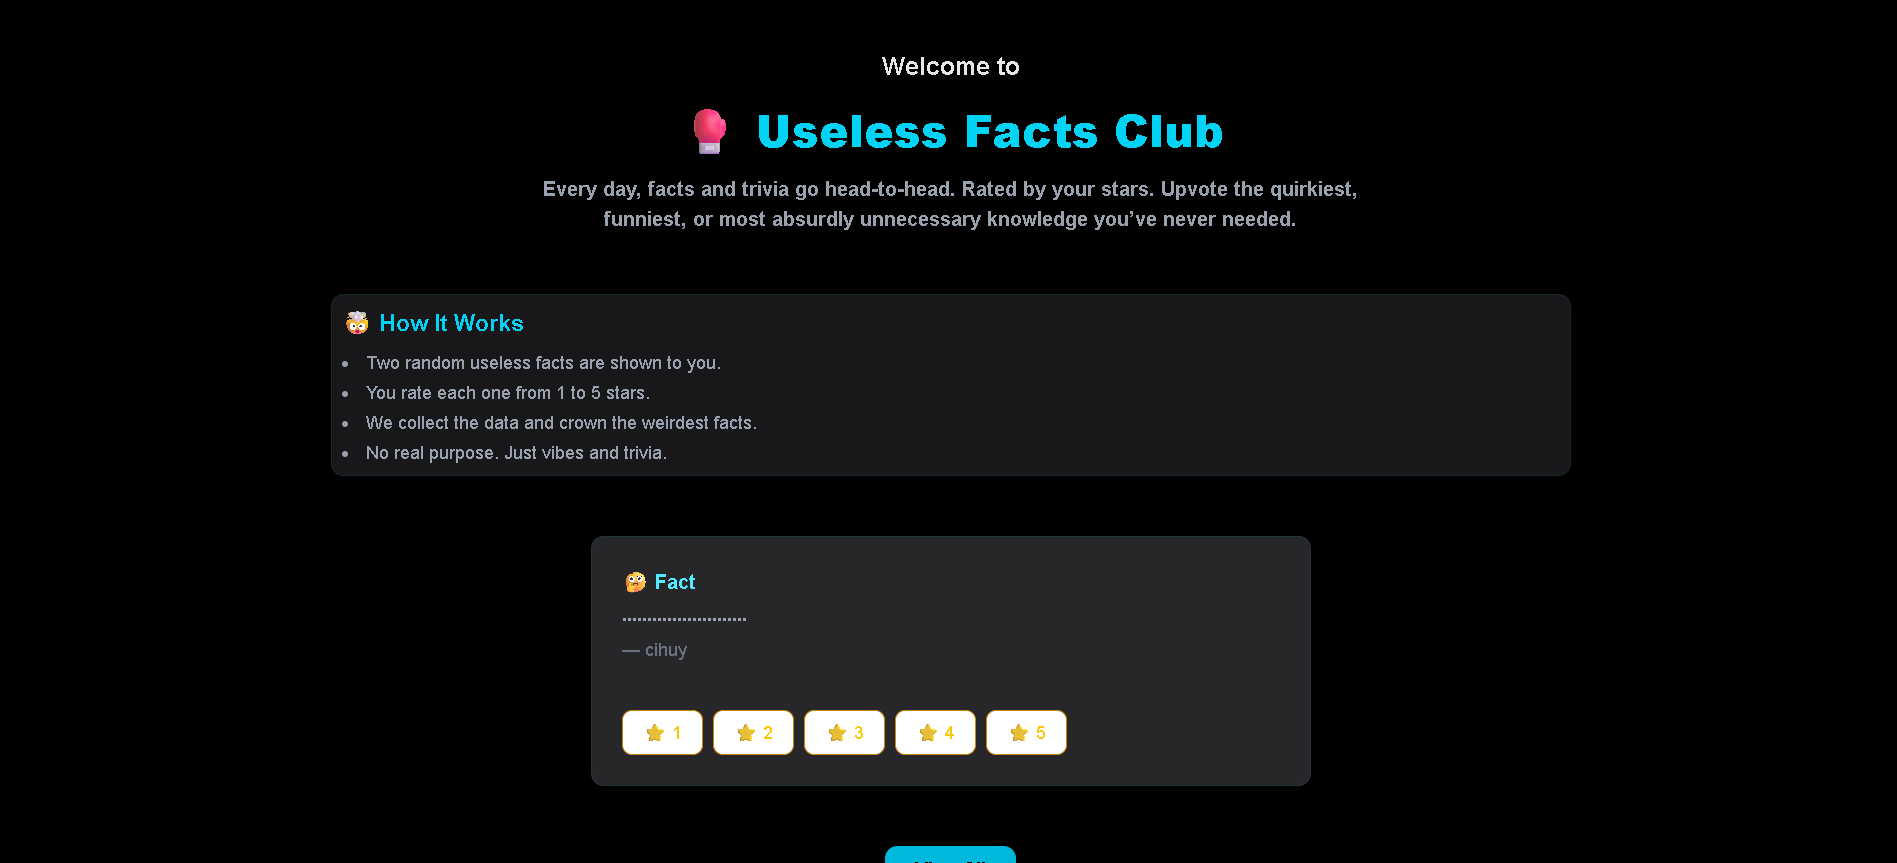 Welcome to
Useless Facts Club
Every day, facts and trivia go head-to-head. Rated by your stars. Upvote the quirkiest,
funniest, or most absurdly unnecessary knowledge you’ve never needed.
How It Works
• Two random useless facts are shown to you.
• You rate each one from 1 to 5 stars.
• We collect the data and crown the weirdest facts.
• No real purpose. Just vibes and trivia.
Fact
.........................
— cihuy
1 2 3 4 5